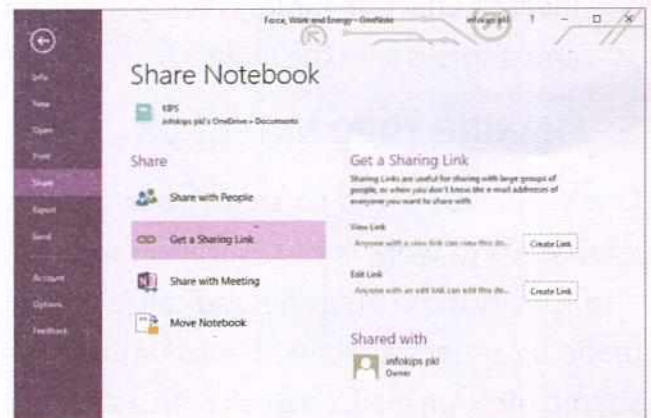 Force, Work and Energy - OneNote
infokips pkl
?
Info
New
Open
Print
Share
Export
Send
Account
Options
Feedback
Share Notebook
KIPS
infokips pkl's OneDrive » Documents
Share
Share with People
Get a Sharing Link
Share with Meeting
Move Notebook
Get a Sharing Link
Sharing Links are useful for sharing with large groups of
people, or when you don't know the e-mail addresses of
everyone you want to share with.
View Link
Anyone with a view link can view this do...
Create Link
Edit Link
Anyone with an edit link can edit this do...
Create Link
Shared with
infokips pkl
Owner